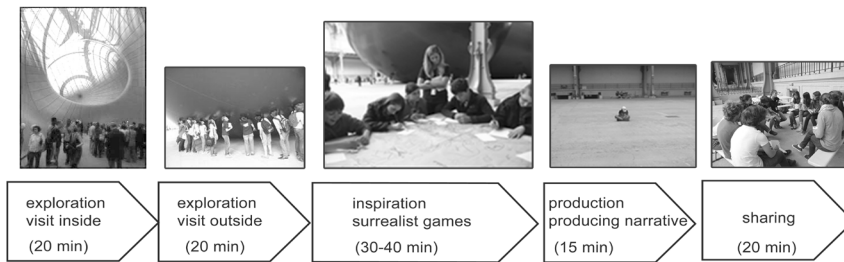 exploration
visit inside
(20 min)
exploration
visit outside
(20 min)
inspiration
surrealist games
(30-40 min)
production
producing narrative
(15 min)
sharing
(20 min)